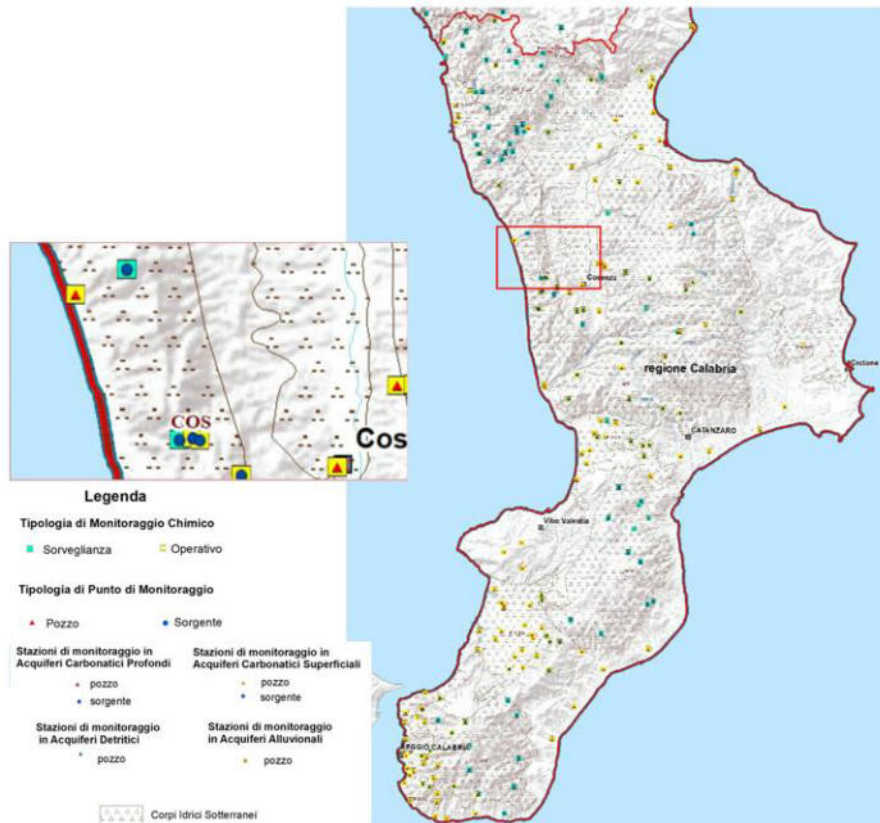 COS
Cos
Legenda
Tipologia di Monitoraggio Chimico
Sorveglianza
Operativo
Tipologia di Punto di Monitoraggio
Pozzo
Sorgente
Stazioni di monitoraggio in
Acquiferi Carbonatici Profondi
pozzo
sorgente
Stazioni di monitoraggio in
Acquiferi Carbonatici Superficiali
pozzo
sorgente
Stazioni di monitoraggio
in Acquiferi Detritici
pozzo
Stazioni di monitoraggio
in Acquiferi Alluvionali
pozzo
Corpi Idrici Sotterranei
Cosenza
regione Calabria
Crotone
CATANZARO
Vibo Valentia
REGGIO CALABRIA